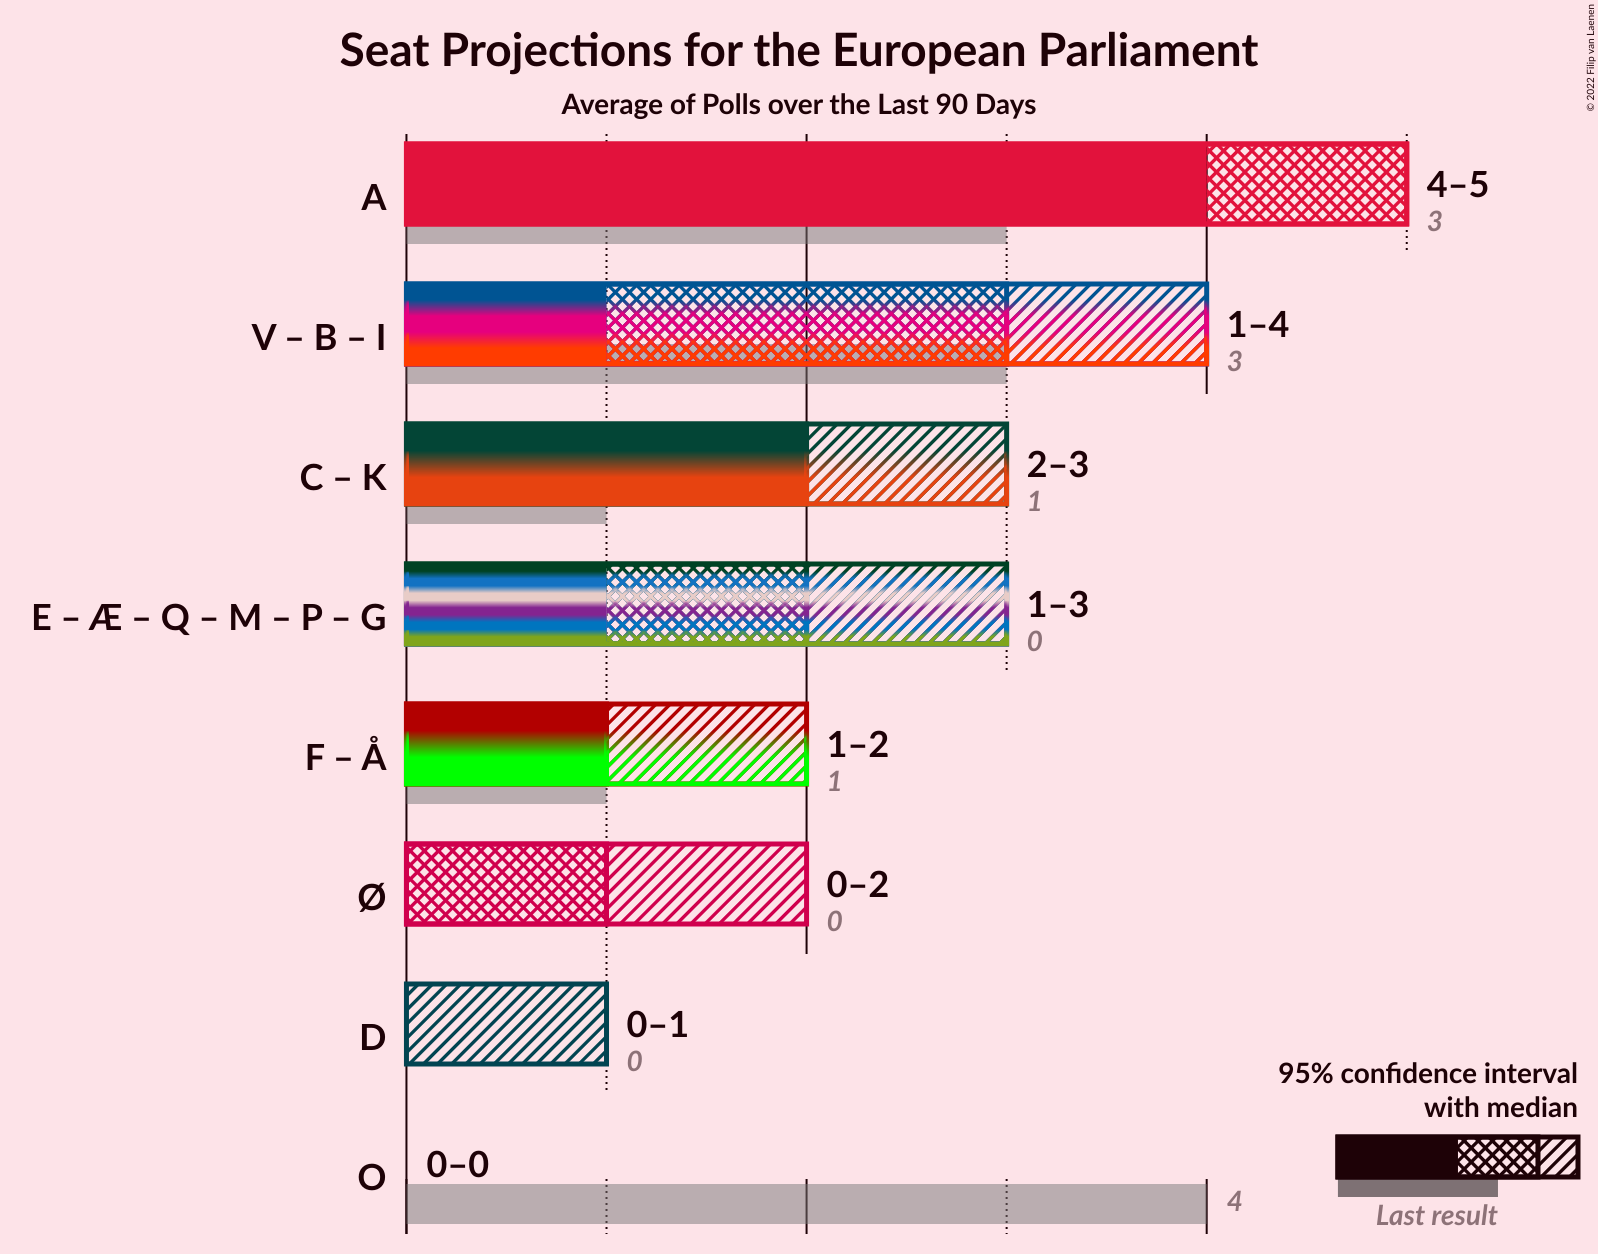 Seat Projections for the European Parliament
Average of Polls over the Last 90 Days
© 2022 Filip van Laenen
A
4–5
3
V – B – I
1–4
3
C – K
2–3
1
E – Æ – Q – M – P – G
1–3
0
F – Å
1–2
1
Ø
0–2
0
D
0–1
0
O
0–0
4
95% confidence interval
with median
Last result